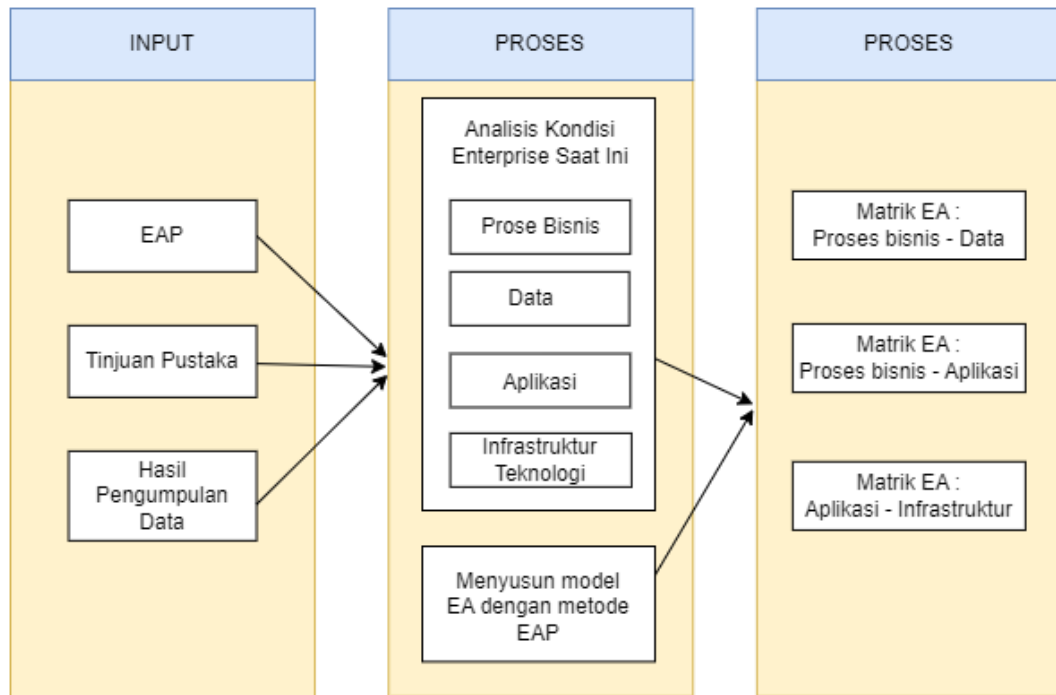 INPUT
EAP
Tinjuan Pustaka
Hasil
Pengumpulan
Data
PROSES
Analisis Kondisi
Enterprise Saat Ini
Prose Bisnis
Data
Aplikasi
Infrastruktur
Teknologi
Menyusun model
EA dengan metode
EAP
PROSES
Matrik EA :
Proses bisnis - Data
Matrik EA :
Proses bisnis - Aplikasi
Matrik EA :
Aplikasi - Infrastruktur